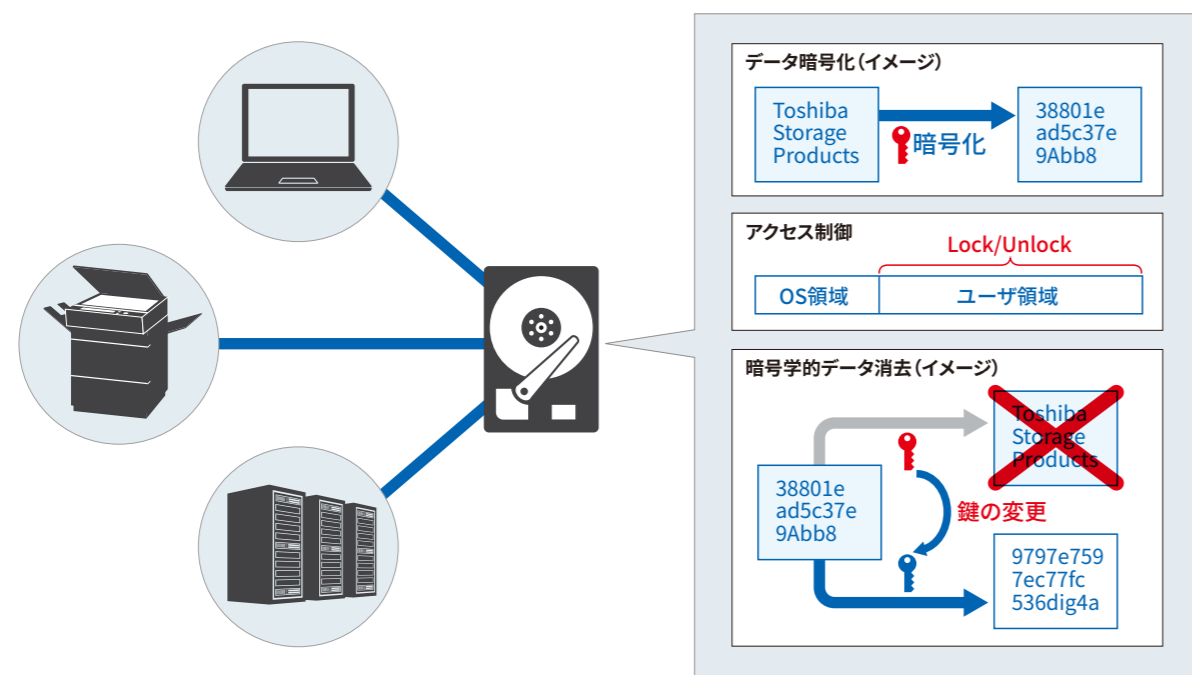 データ暗号化(イメージ)
Toshiba
Storage
Products
暗号化
38801e
ad5c37e
9Abb8
アクセス制御
Lock/Unlock
OS領域
ユーザ領域
暗号学的データ消去(イメージ)
Toshiba
Storage
Products
38801e
ad5c37e
9Abb8
鍵の変更
9797e759
7ec77fc
536dig4a